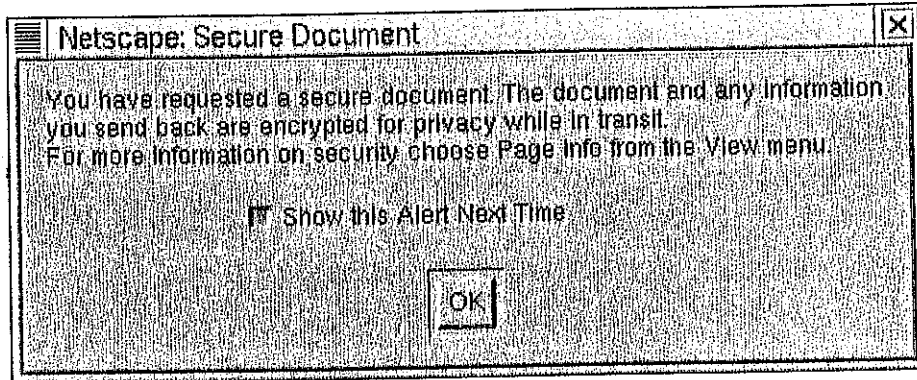 Netscape: Secure Document
You have requested a secure document. The document and any information
you send back are encrypted for privacy while in transit.
For more information on security choose Page Info from the View menu.
Show this Alert Next Time
OK